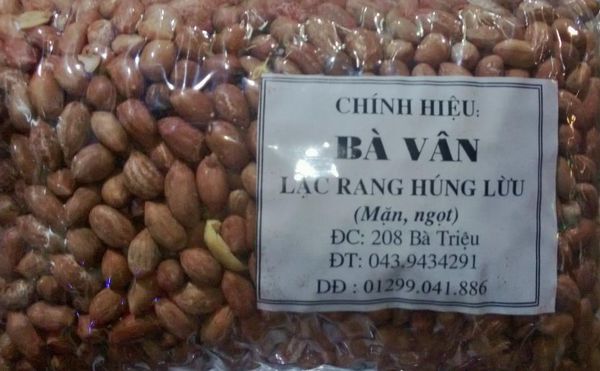 CHÍNH HIỆU:
BÀ VÂN
LẠC RANG HÚNG LỪU
(Mặn, ngọt)
ĐC: 208 Bà Triệu
ĐT: 043.9434291
DĐ : 01299.041.886